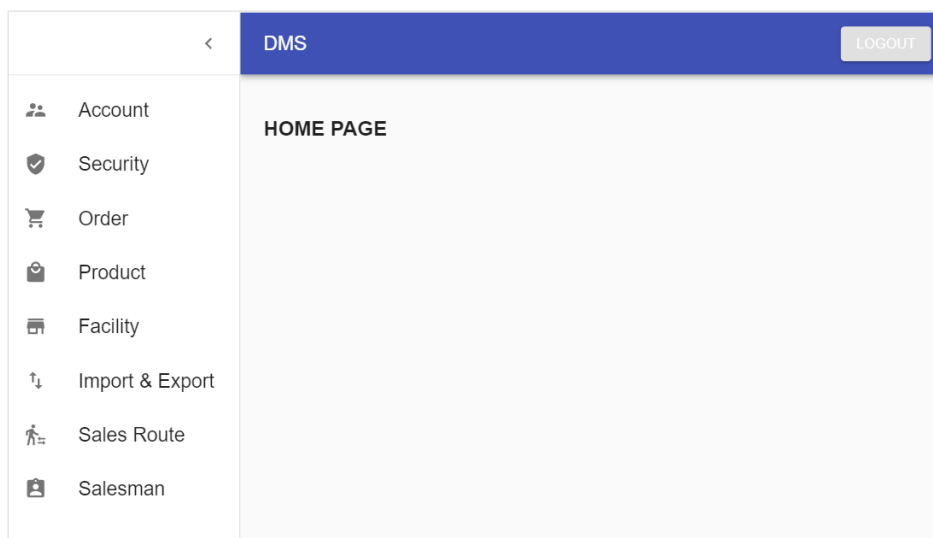 DMS
LOGOUT
Account
Security
Order
Product
Facility
Import & Export
Sales Route
Salesman
HOME PAGE